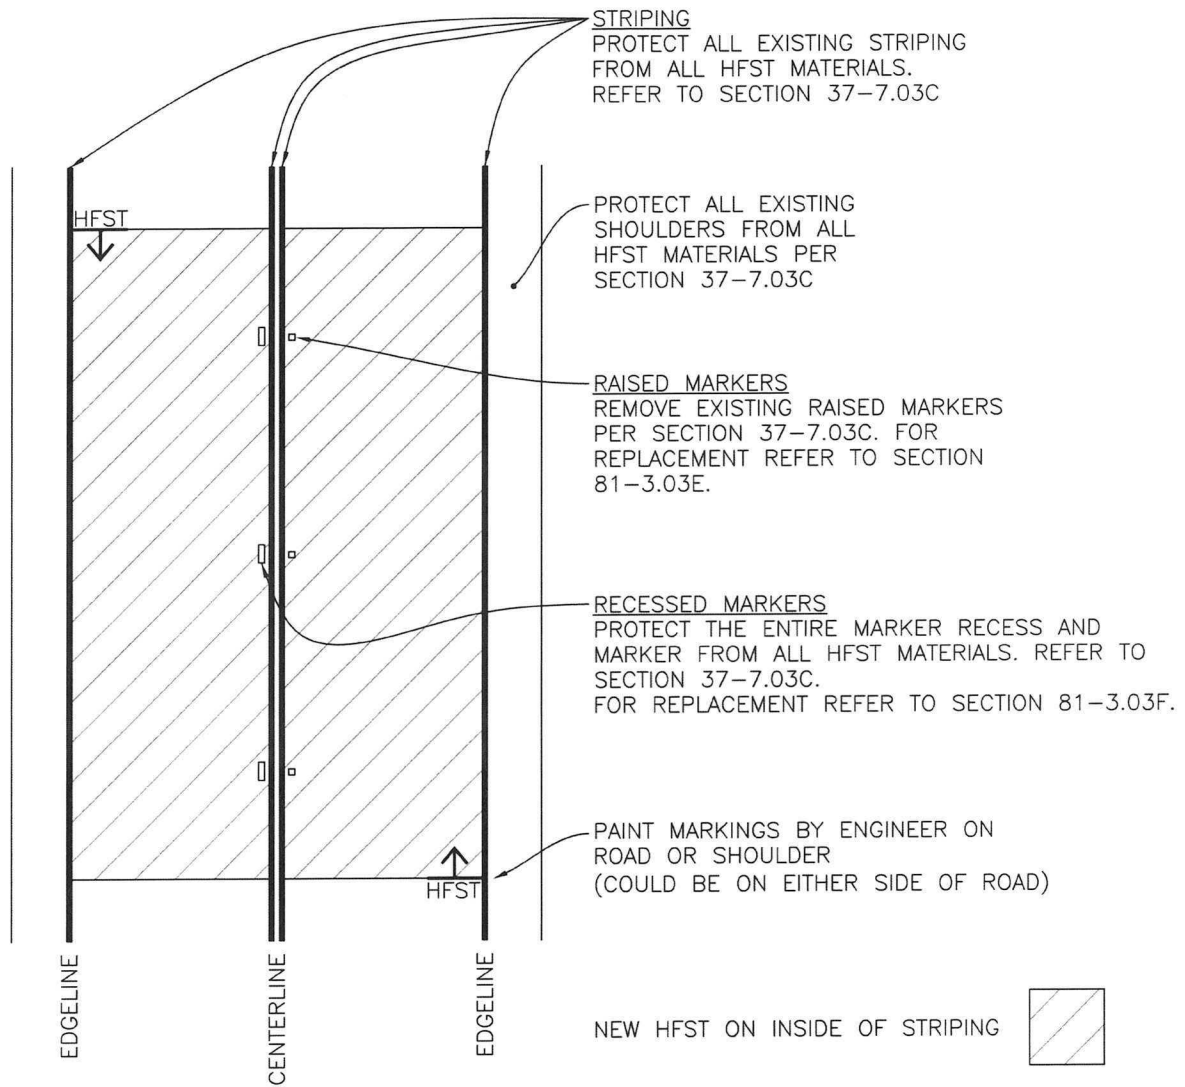 STRIPING
PROTECT ALL EXISTING STRIPING
FROM ALL HFST MATERIALS.
REFER TO SECTION 37-7.03C
HFST
PROTECT ALL EXISTING
SHOULDERS FROM ALL
HFST MATERIALS PER
SECTION 37-7.03C
RAISED MARKERS
REMOVE EXISTING RAISED MARKERS
PER SECTION 37-7.03C. FOR
REPLACEMENT REFER TO SECTION
81-3.03E.
RECESSED MARKERS
PROTECT THE ENTIRE MARKER RECESS AND
MARKER FROM ALL HFST MATERIALS. REFER TO
SECTION 37-7.03C.
FOR REPLACEMENT REFER TO SECTION 81-3.03F.
PAINT MARKINGS BY ENGINEER ON
ROAD OR SHOULDER
(COULD BE ON EITHER SIDE OF ROAD)
HFST
EDGELINE
CENTERLINE
EDGELINE
NEW HFST ON INSIDE OF STRIPING